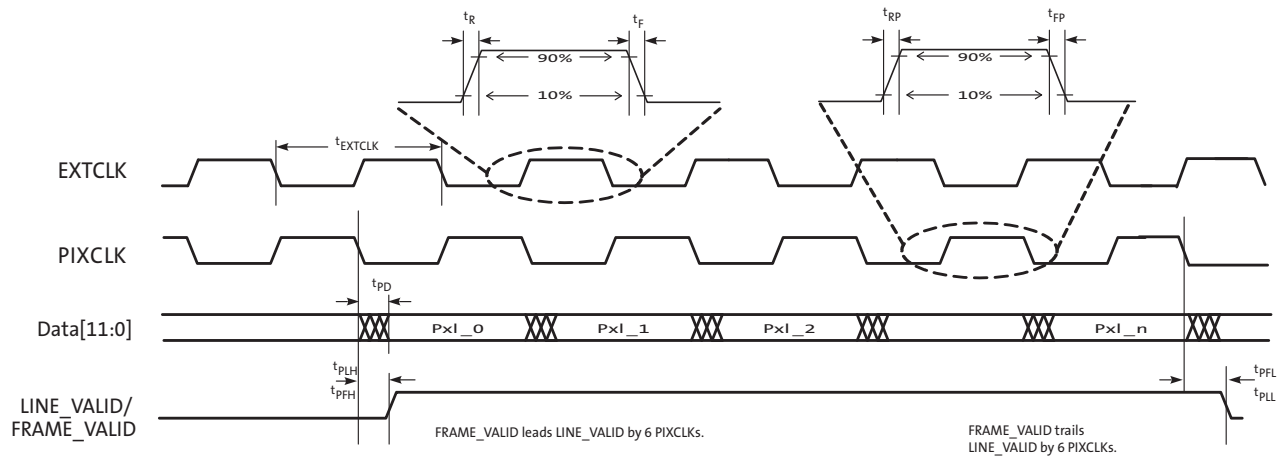 tR
tF
tRP
tFP
90%
90%
10%
10%
tEXTCLK
EXTCLK
PIXCLK
tPD
Data[11:0]
Pxl_0
Pxl_1
Pxl_2
Pxl_n
tPLH
tPFH
tPFL
tPLL
LINE_VALID/
FRAME_VALID
FRAME_VALID leads LINE_VALID by 6 PIXCLKs.
FRAME_VALID trails
LINE_VALID by 6 PIXCLKs.